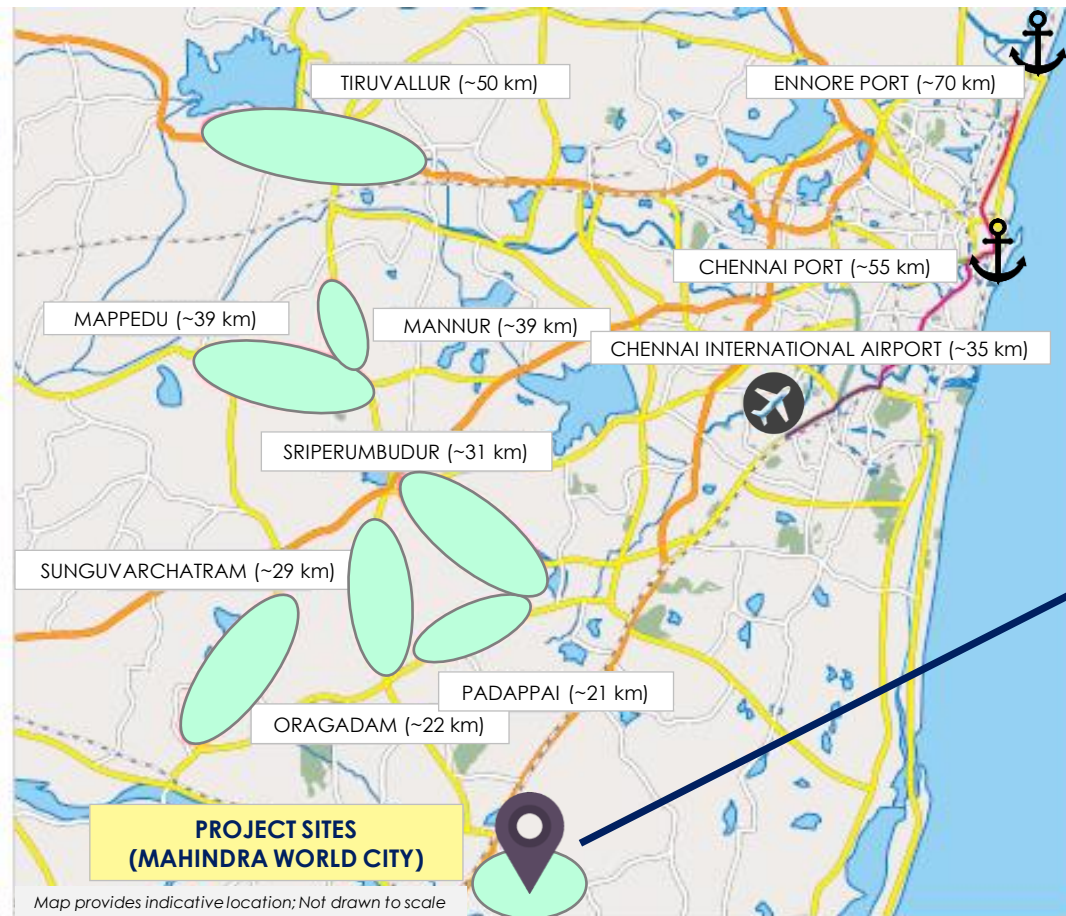 TIRUVALLUR (~50 km)
ENNORE PORT (~70 km)
CHENNAI PORT (~55 km)
MAPPEDU (~39 km)
MANNUR (~39 km)
CHENNAI INTERNATIONAL AIRPORT (~35 km)
SRIPERUMBUDUR (~31 km)
SUNGUVARCHATRAM (~29 km)
PADAPPAI (~21 km)
ORAGADAM (~22 km)
PROJECT SITES
(MAHINDRA WORLD CITY)
Map provides indicative location; Not drawn to scale